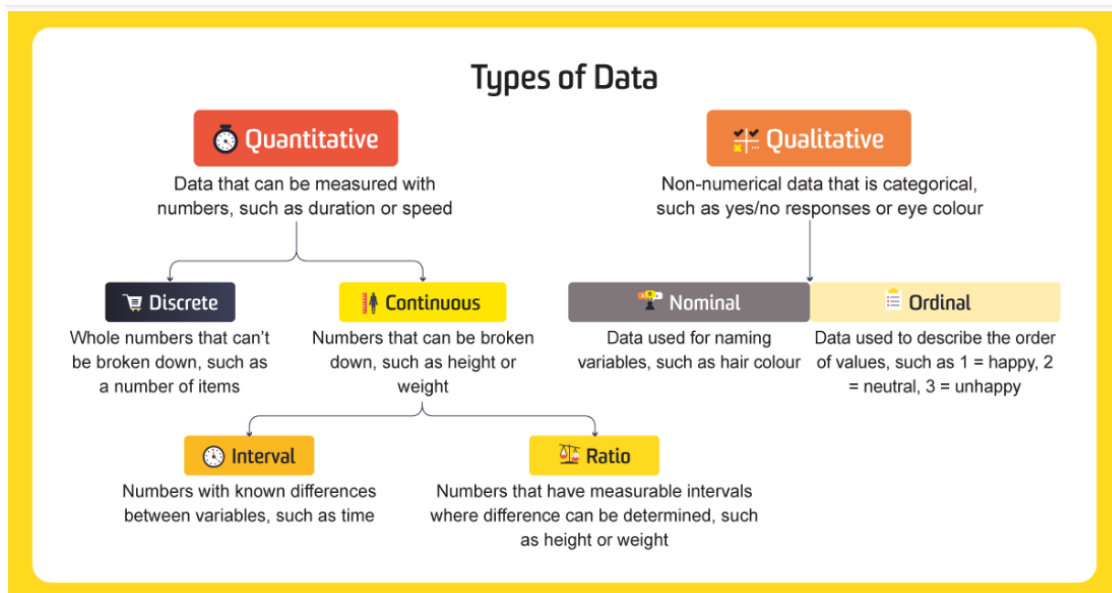 Types of Data
Quantitative
Data that can be measured with
numbers, such as duration or speed
Qualitative
Non-numerical data that is categorical,
such as yes/no responses or eye colour
Discrete
Whole numbers that can't
be broken down, such as
a number of items
Continuous
Numbers that can be broken
down, such as height or
weight
Nominal
Data used for naming
variables, such as hair colour
Ordinal
Data used to describe the order
of values, such as 1 = happy, 2
= neutral, 3 = unhappy
Interval
Numbers with known differences
between variables, such as time
Ratio
Numbers that have measurable intervals
where difference can be determined, such
as height or weight